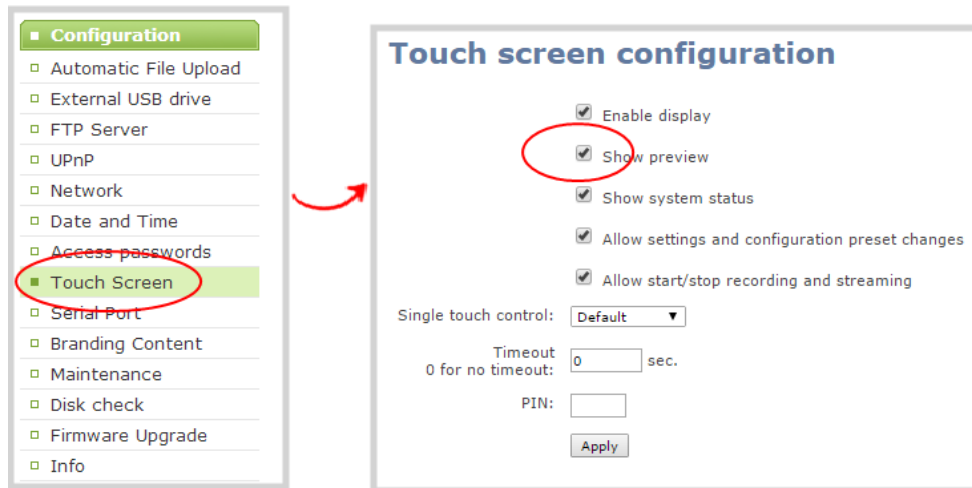 Configuration
Automatic File Upload
External USB drive
FTP Server
UPnP
Network
Date and Time
Access passwords
Touch Screen
Serial Port
Branding Content
Maintenance
Disk check
Firmware Upgrade
Info
Touch screen configuration
Enable display
Show preview
Show system status
Allow settings and configuration preset changes
Allow start/stop recording and streaming
Single touch control: Default
Timeout
0 for no timeout: 0 sec.
PIN:
Apply